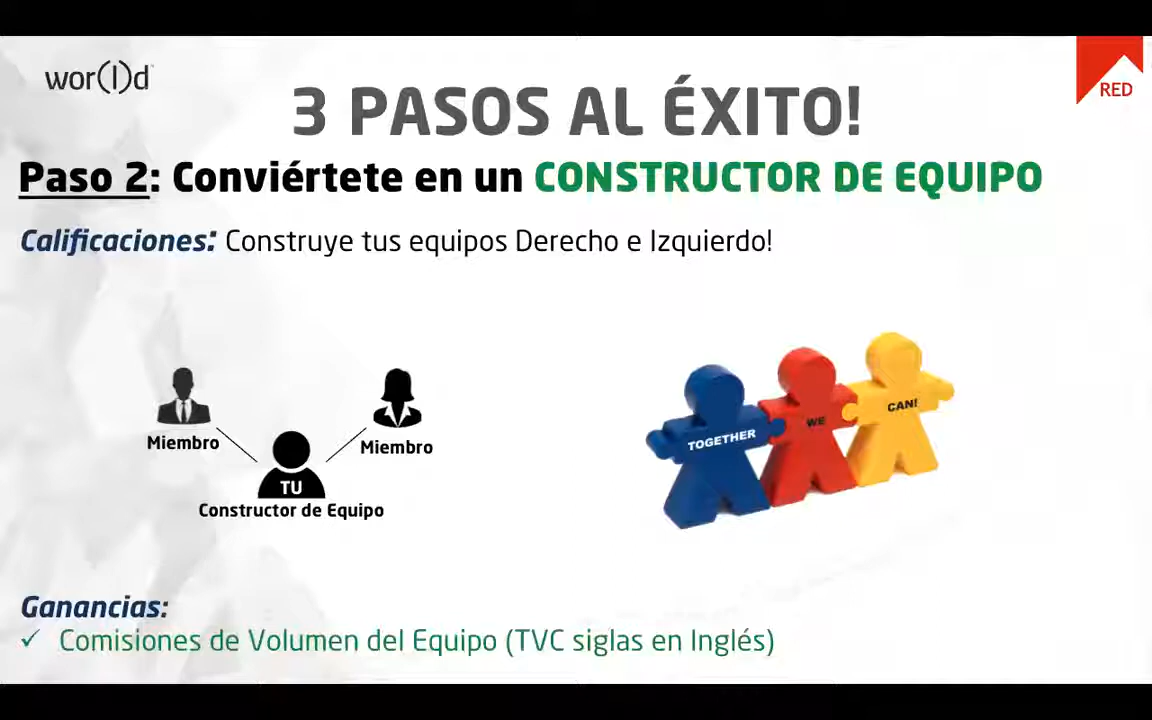 wor(l)d
RED
3 PASOS AL ÉXITO!
Paso 2: Conviértete en un CONSTRUCTOR DE EQUIPO
Calificaciones: Construye tus equipos Derecho e Izquierdo!
Miembro
Miembro
TU
Constructor de Equipo
TOGETHER
WE
CAN!
Ganancias:
✓ Comisiones de Volumen del Equipo (TVC siglas en Inglés)